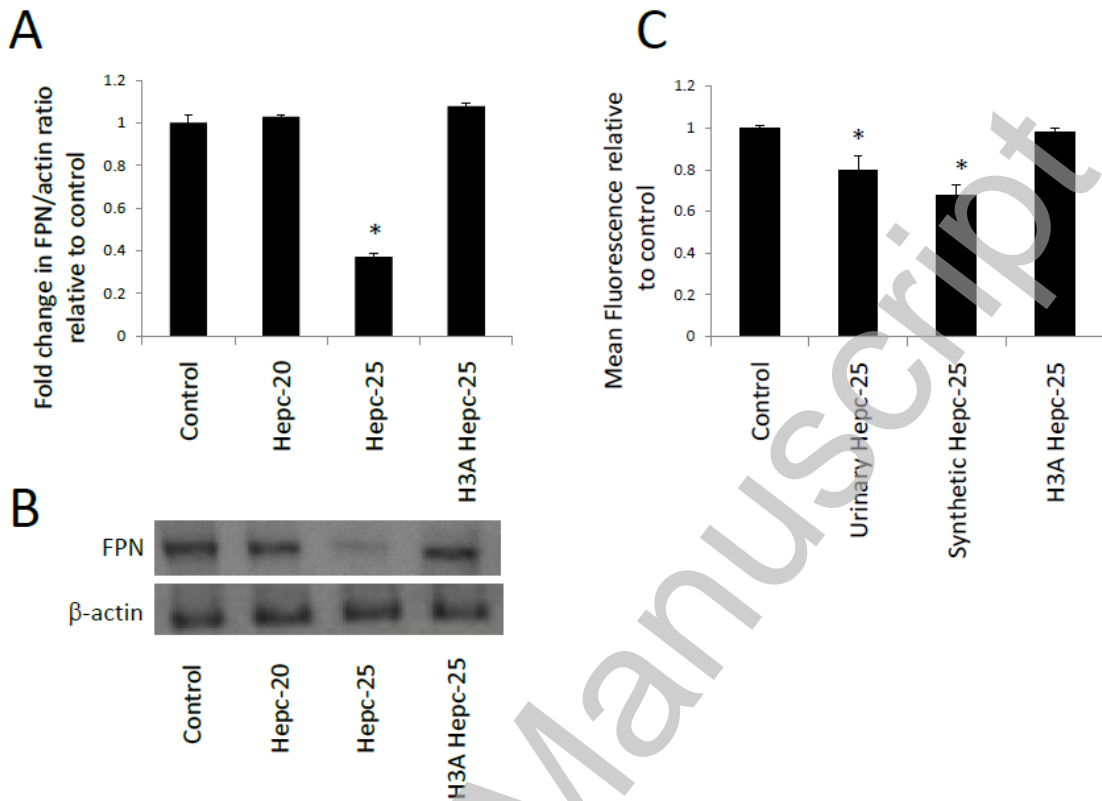 A
Fold change in FPN/actin ratio
relative to control
1.2
1
0.8
0.6
0.4
0.2
0
*
Control
Hepc-20
Hepc-25
H3A Hepc-25
B
FPN
β-actin
Control
Hepc-20
Hepc-25
H3A Hepc-25
C
Mean Fluorescence relative
to control
1.2
1
0.8
0.6
0.4
0.2
0
*
*
Control
Urinary Hepc-25
Synthetic Hepc-25
H3A Hepc-25
Manuscript